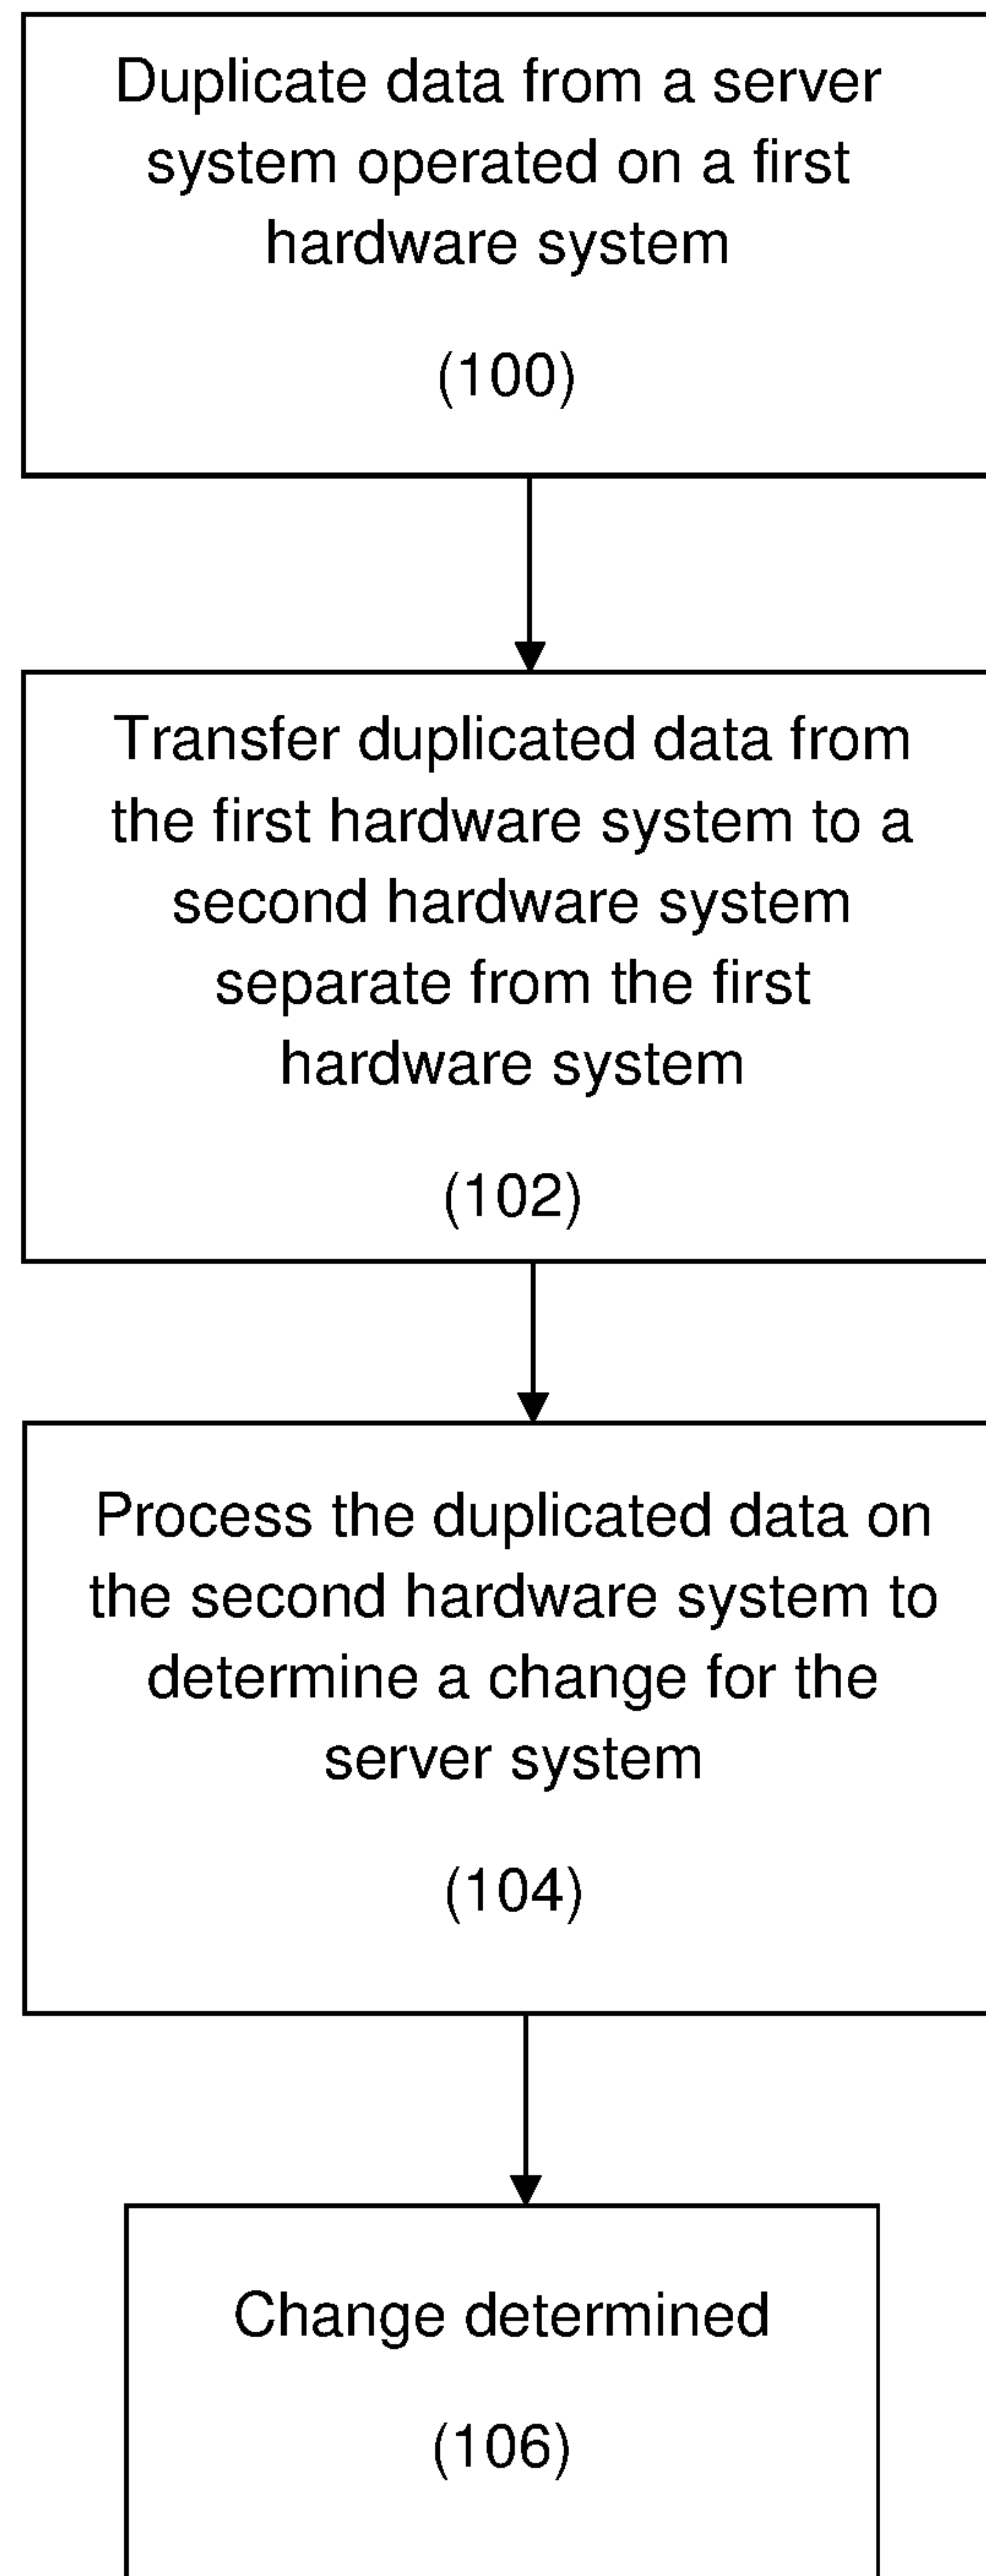 Duplicate data from a server
system operated on a first
hardware system
(100)
Transfer duplicated data from
the first hardware system to a
second hardware system
separate from the first
hardware system
(102)
Process the duplicated data on
the second hardware system to
determine a change for the
server system
(104)
Change determined
(106)